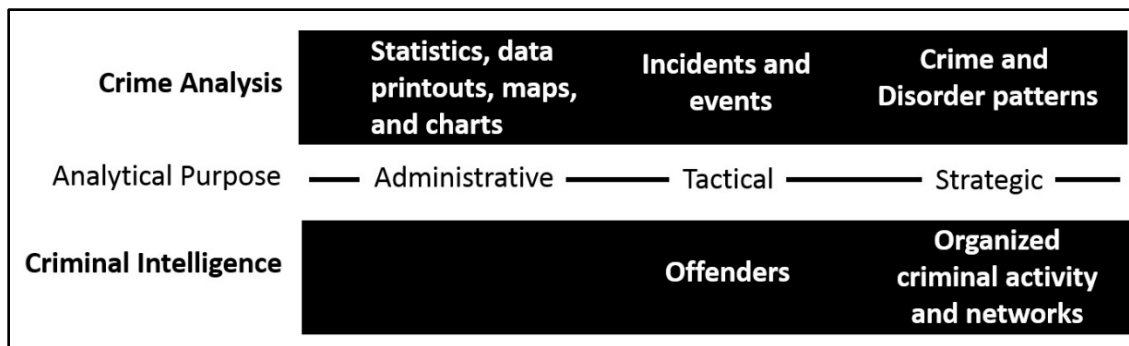 Crime Analysis
Statistics, data
printouts, maps,
and charts
Incidents and
events
Crime and
Disorder patterns
Analytical Purpose
Administrative
Tactical
Strategic
Criminal Intelligence
Offenders
Organized
criminal activity
and networks